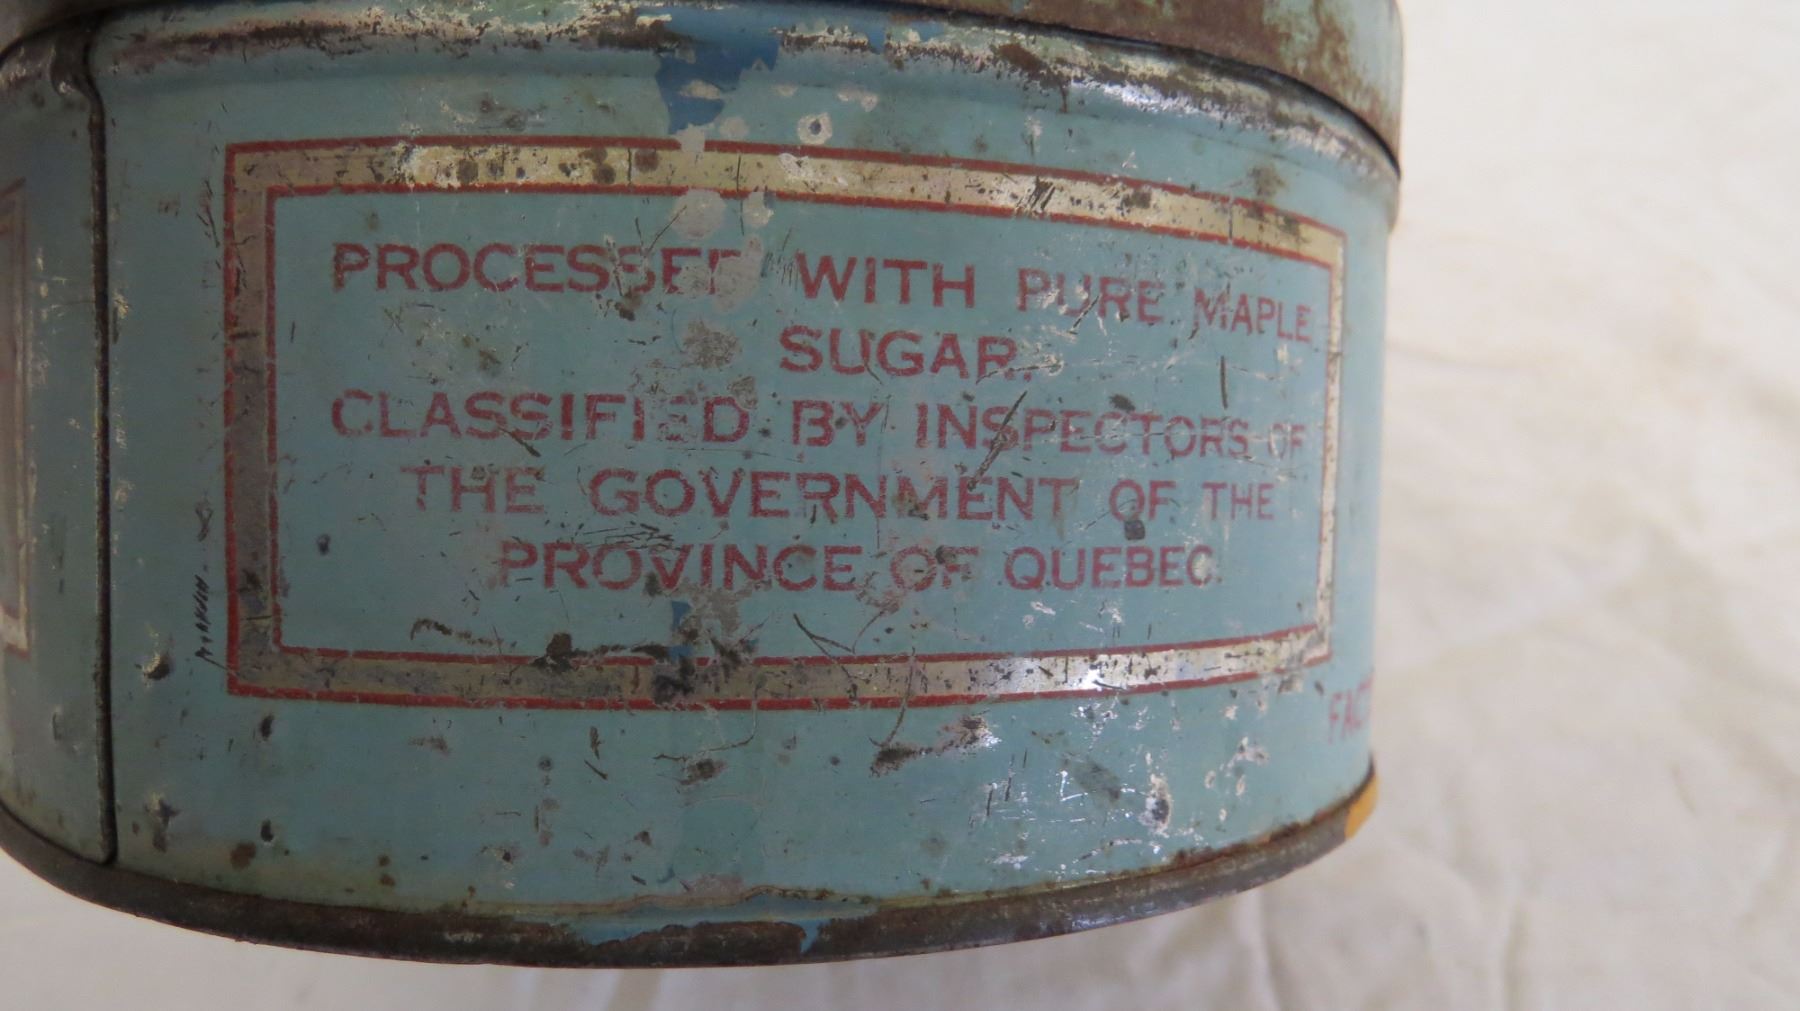 PROCESSED WITH PURE MAPLE
SUGAR.
CLASSIFIED BY INSPECTORS OF
THE GOVERNMENT OF THE
PROVINCE OF QUEBEC.